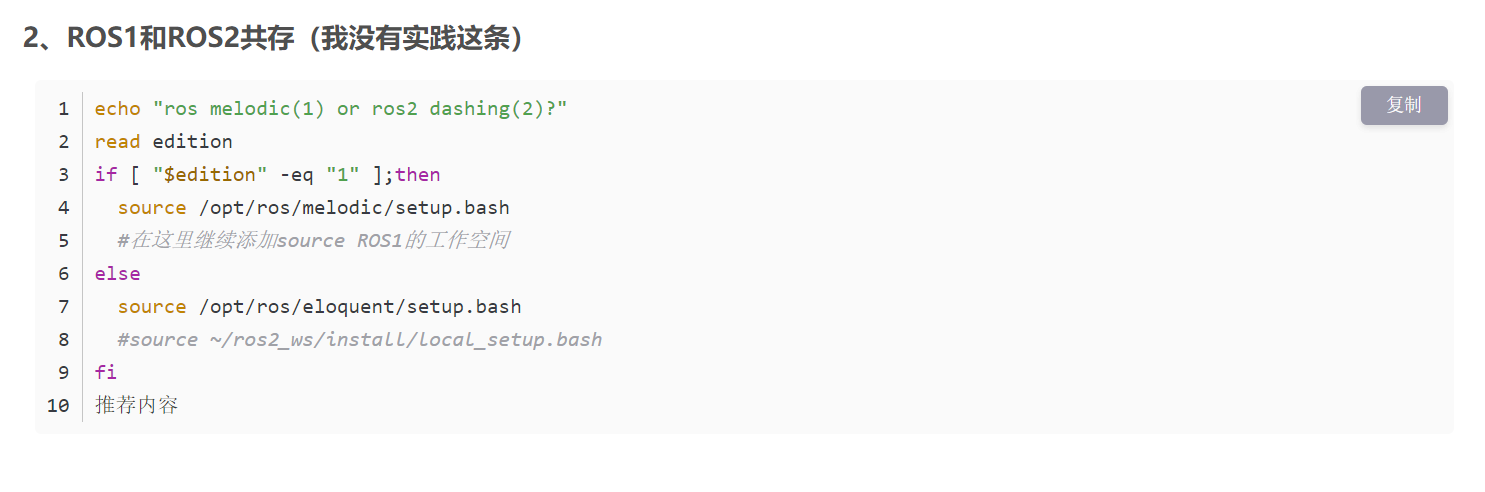 2、ROS1和ROS2共存（我没有实践这条）
复制
1 echo "ros melodic(1) or ros2 dashing(2)?"
2 read edition
3 if [ "$edition" -eq "1" ];then
4   source /opt/ros/melodic/setup.bash
5   #在这里继续添加source ROS1的工作空间
6 else
7   source /opt/ros/eloquent/setup.bash
8   #source ~/ros2_ws/install/local_setup.bash
9 fi
10 推荐内容